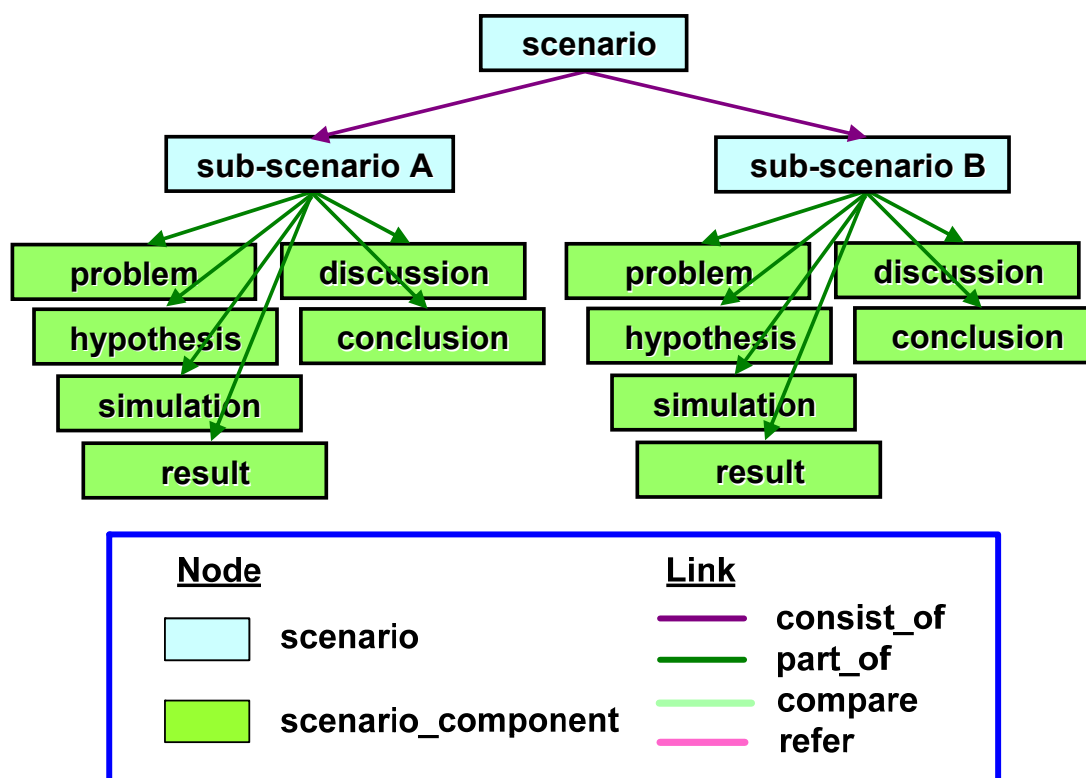 scenario
sub-scenario A
sub-scenario B
problem
discussion
hypothesis
conclusion
simulation
result
problem
discussion
hypothesis
conclusion
simulation
result
Node
scenario
scenario_component
Link
consist_of
part_of
compare
refer